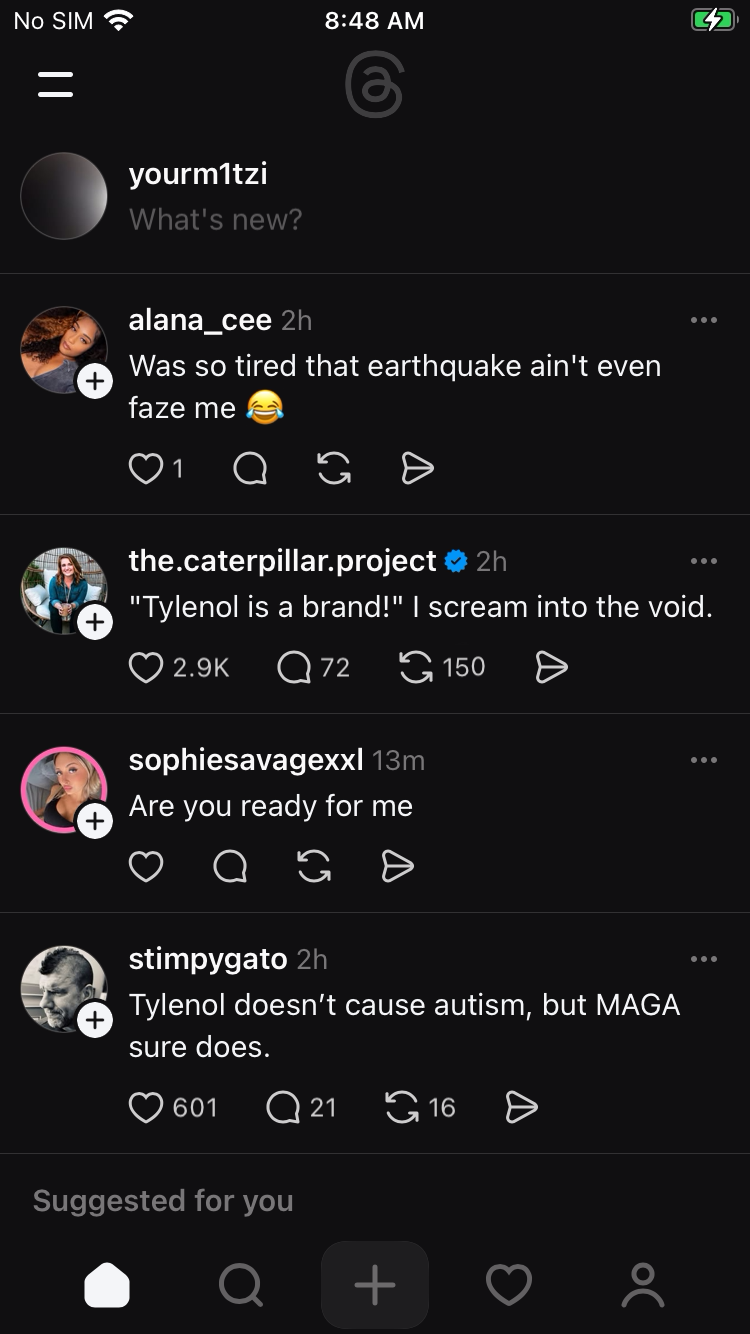 No SIM 8:48 AM
yourm1tzi
What's new?
alana_cee 2h
Was so tired that earthquake ain't even
faze me 😂
1
the.caterpillar.project 2h
"Tylenol is a brand!" I scream into the void.
2.9K 72 150
sophiesavagexxl 13m
Are you ready for me
stimpygato 2h
Tylenol doesn’t cause autism, but MAGA
sure does.
601 21 16
Suggested for you